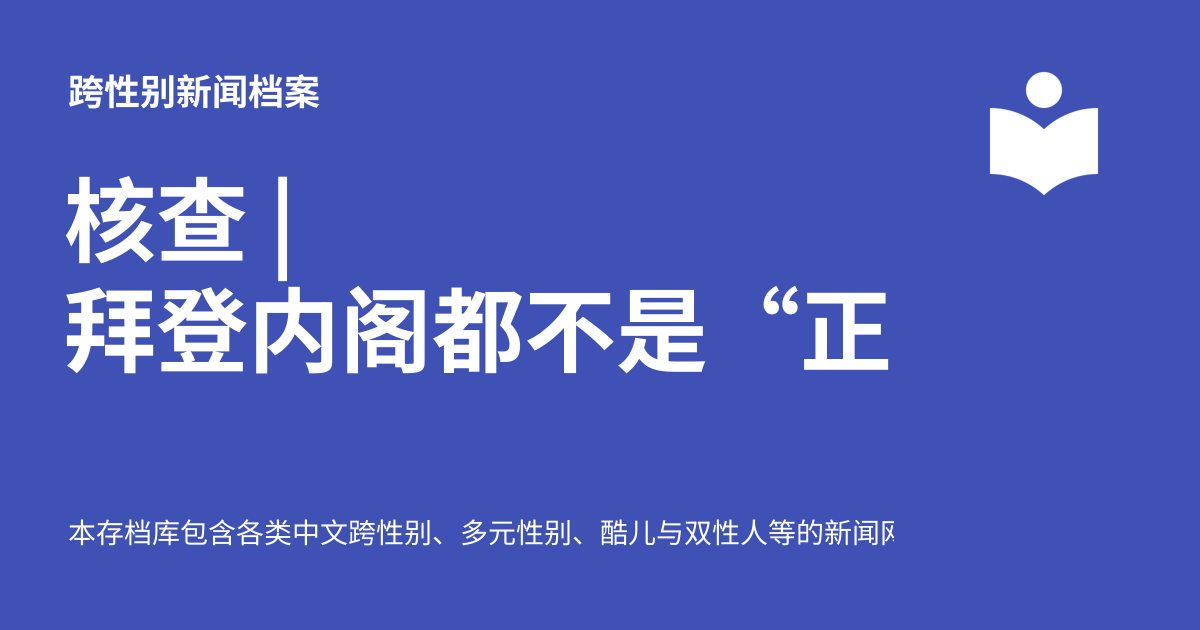 跨性别新闻档案
核查 |
拜登内阁都不是“正
本存档库包含各类中文跨性别、多元性别、酷儿与双性人等的新闻